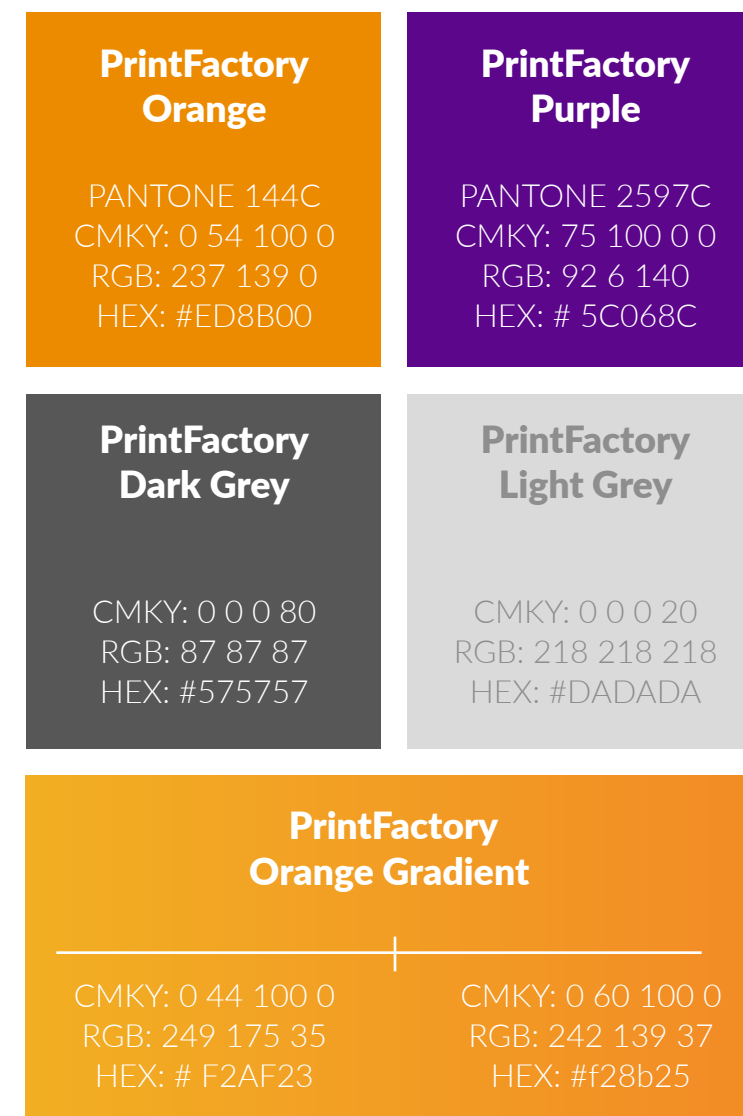 PrintFactory
Orange
PANTONE 144C
CMKY: 0 54 100 0
RGB: 237 139 0
HEX: #ED8B00
PrintFactory
Purple
PANTONE 2597C
CMKY: 75 100 0 0
RGB: 92 6 140
HEX: # 5C068C
PrintFactory
Dark Grey
CMKY: 0 0 0 80
RGB: 87 87 87
HEX: #575757
PrintFactory
Light Grey
CMKY: 0 0 0 20
RGB: 218 218 218
HEX: #DADADA
PrintFactory
Orange Gradient
CMKY: 0 44 100 0
RGB: 249 175 35
HEX: # F2AF23
CMKY: 0 60 100 0
RGB: 242 139 37
HEX: #f28b25